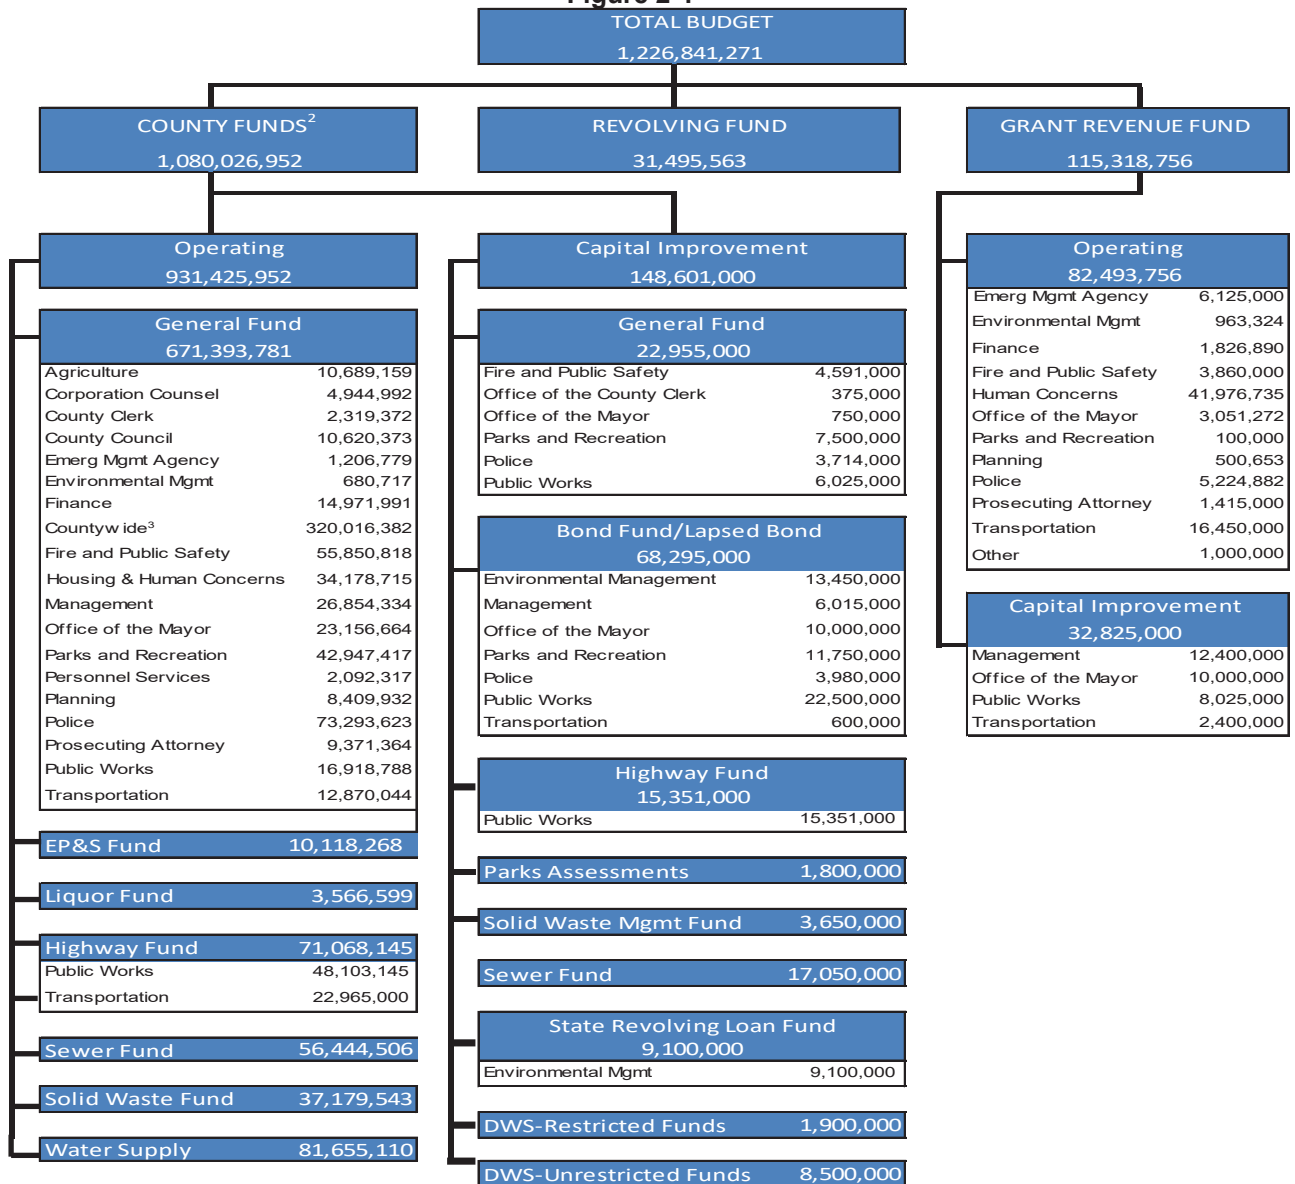 Figure 2-1
TOTAL BUDGET
1,226,841,271
COUNTY FUNDS²
1,080,026,952
REVOLVING FUND
31,495,563
GRANT REVENUE FUND
115,318,756
Operating
931,425,952
General Fund
671,393,781
Agriculture 10,689,159
Corporation Counsel 4,944,992
County Clerk 2,319,372
County Council 10,620,373
Emerg Mgmt Agency 1,206,779
Environmental Mgmt 680,717
Finance 14,971,991
Countyw ide³ 320,016,382
Fire and Public Safety 55,850,818
Housing & Human Concerns 34,178,715
Management 26,854,334
Office of the Mayor 23,156,664
Parks and Recreation 42,947,417
Personnel Services 2,092,317
Planning 8,409,932
Police 73,293,623
Prosecuting Attorney 9,371,364
Public Works 16,918,788
Transportation 12,870,044
EP&S Fund 10,118,268
Liquor Fund 3,566,599
Highway Fund 71,068,145
Public Works 48,103,145
Transportation 22,965,000
Sewer Fund 56,444,506
Solid Waste Fund 37,179,543
Water Supply 81,655,110
Capital Improvement
148,601,000
General Fund
22,955,000
Fire and Public Safety 4,591,000
Office of the County Clerk 375,000
Office of the Mayor 750,000
Parks and Recreation 7,500,000
Police 3,714,000
Public Works 6,025,000
Bond Fund/Lapsed Bond
68,295,000
Environmental Management 13,450,000
Management 6,015,000
Office of the Mayor 10,000,000
Parks and Recreation 11,750,000
Police 3,980,000
Public Works 22,500,000
Transportation 600,000
Highway Fund
15,351,000
Public Works 15,351,000
Parks Assessments 1,800,000
Solid Waste Mgmt Fund 3,650,000
Sewer Fund 17,050,000
State Revolving Loan Fund
9,100,000
Environmental Mgmt 9,100,000
DWS-Restricted Funds 1,900,000
DWS-Unrestricted Funds 8,500,000
Operating
82,493,756
Emerg Mgmt Agency 6,125,000
Environmental Mgmt 963,324
Finance 1,826,890
Fire and Public Safety 3,860,000
Human Concerns 41,976,735
Office of the Mayor 3,051,272
Parks and Recreation 100,000
Planning 500,653
Police 5,224,882
Prosecuting Attorney 1,415,000
Transportation 16,450,000
Other 1,000,000
Capital Improvement
32,825,000
Management 12,400,000
Office of the Mayor 10,000,000
Public Works 8,025,000
Transportation 2,400,000